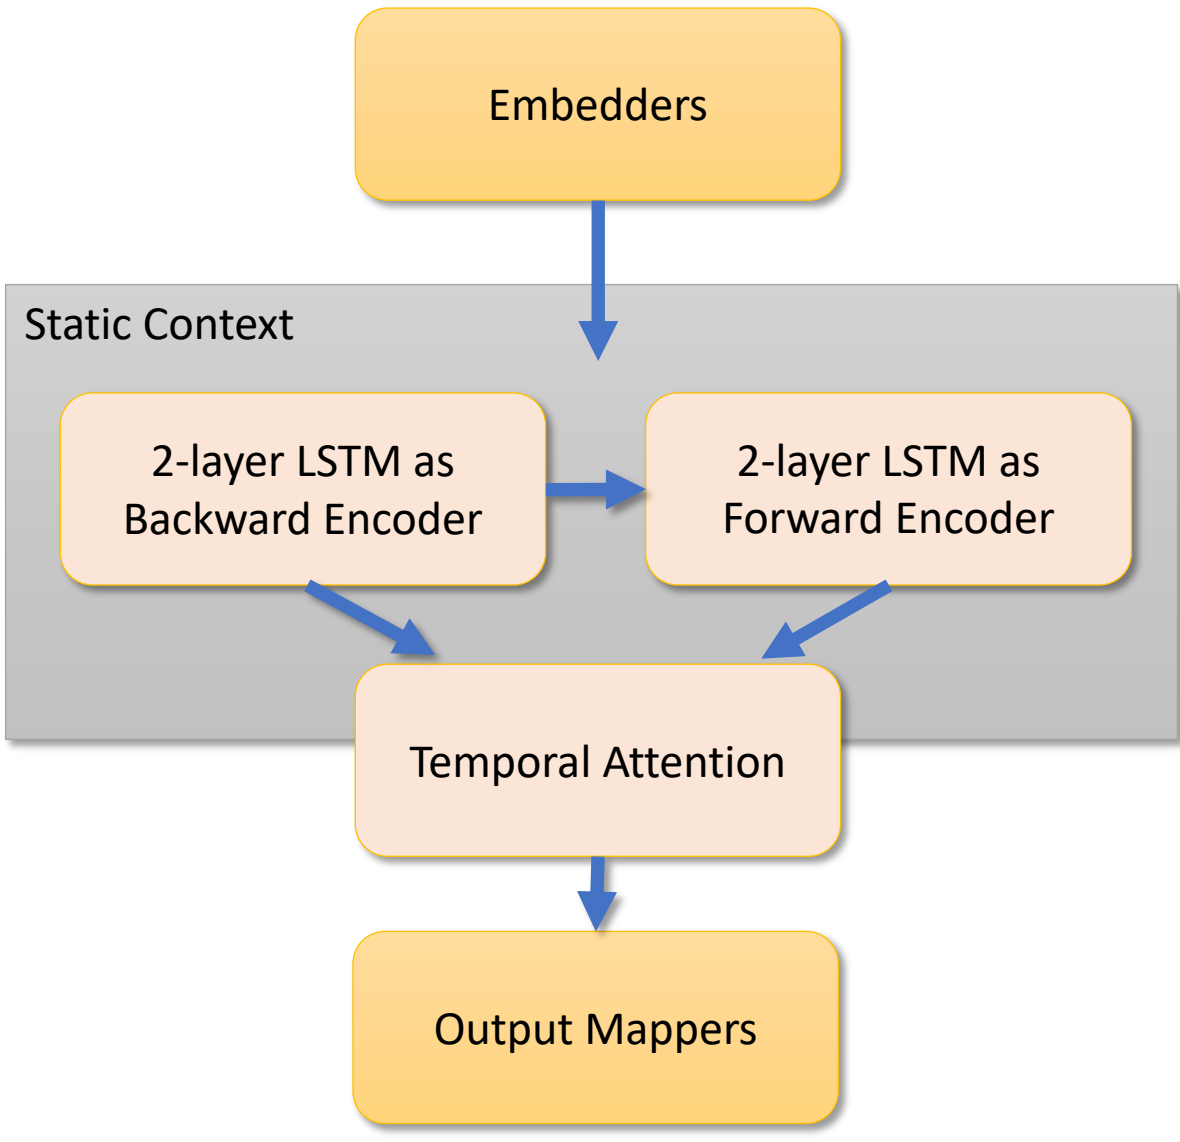 Embedders
Static Context
2-layer LSTM as
Backward Encoder
2-layer LSTM as
Forward Encoder
Temporal Attention
Output Mappers